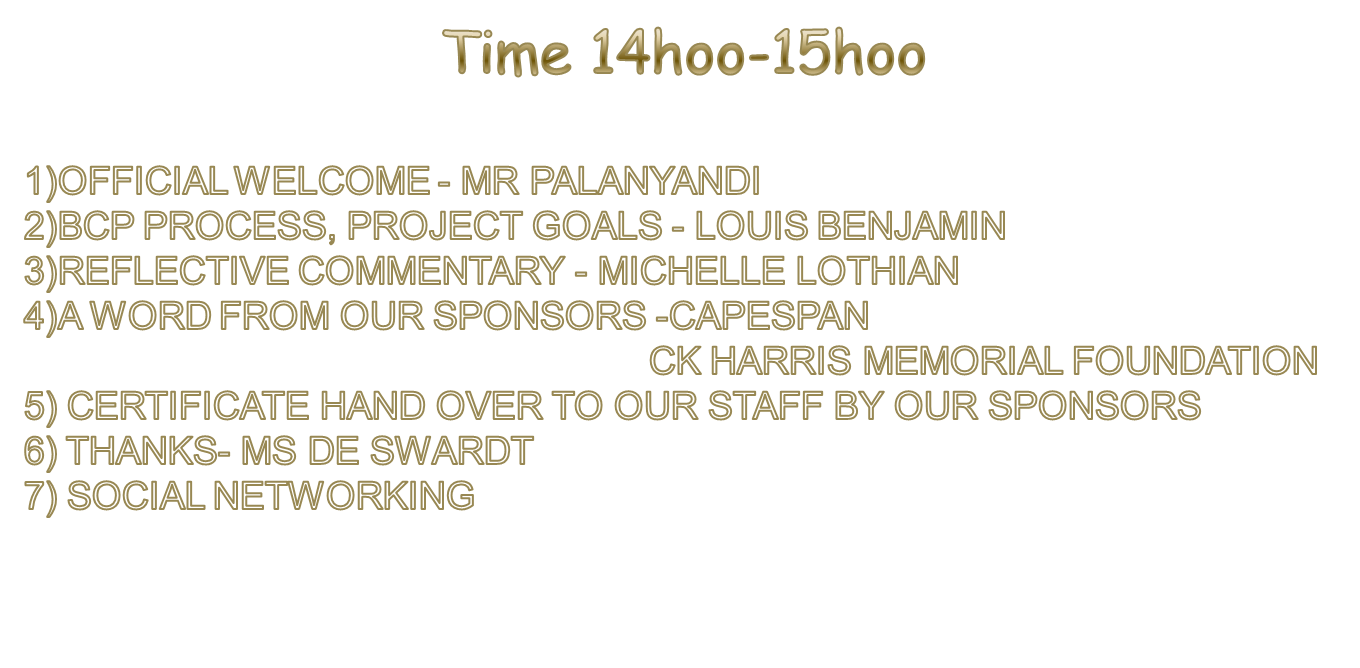 Time 14hoo-15hoo
1)OFFICIAL WELCOME - MR PALANYANDI
2)BCP PROCESS, PROJECT GOALS - LOUIS BENJAMIN
3)REFLECTIVE COMMENTARY - MICHELLE LOTHIAN
4)A WORD FROM OUR SPONSORS -CAPESPAN
CK HARRIS MEMORIAL FOUNDATION
5) CERTIFICATE HAND OVER TO OUR STAFF BY OUR SPONSORS
6) THANKS- MS DE SWARDT
7) SOCIAL NETWORKING